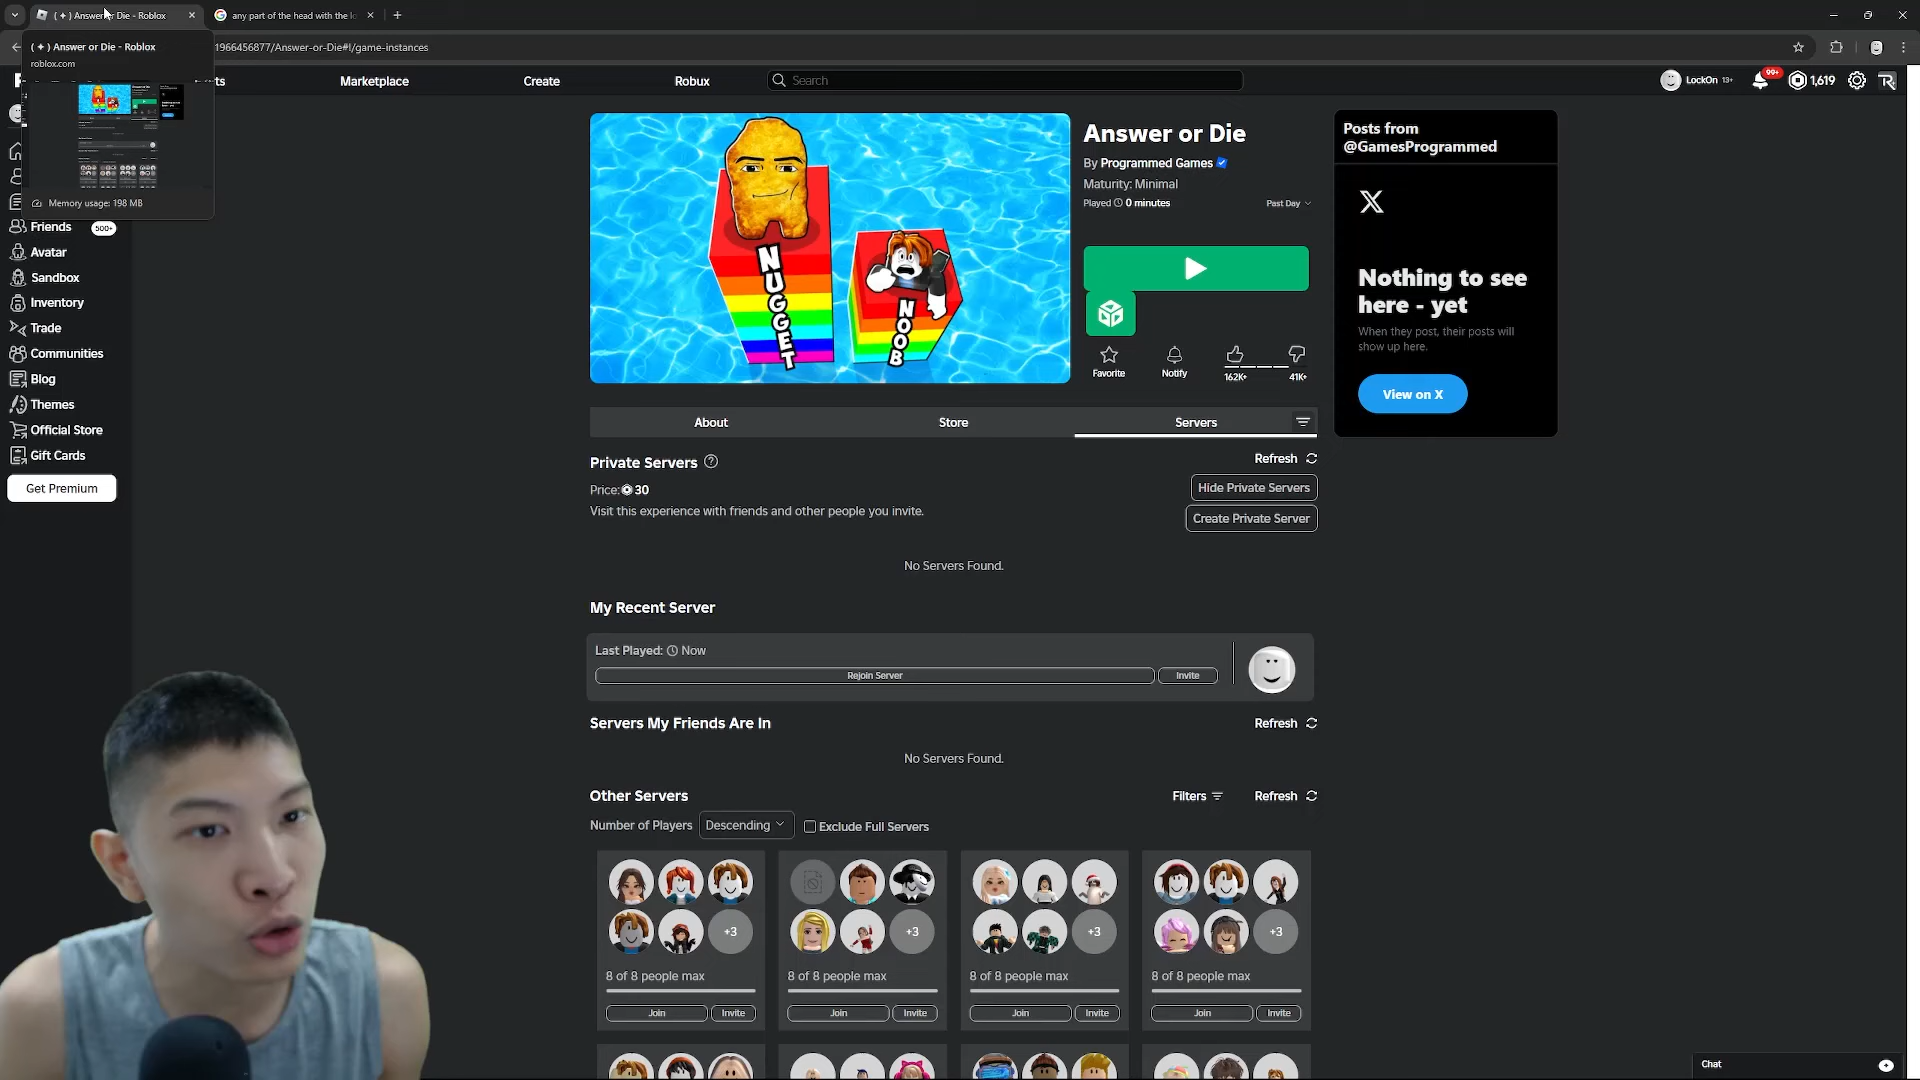 ( ✦ ) Answer or Die - Roblox
any part of the head with the lo
( ✦ ) Answer or Die - Roblox
roblox.com
Memory usage: 198 MB
1966456877/Answer-or-Die#!/game-instances
Marketplace
Create
Robux
Search
LockOn 13+
99+
1,619
Friends
500+
Avatar
Sandbox
Inventory
Trade
Communities
Blog
Themes
Official Store
Gift Cards
Get Premium
NUGGET
NOOB
Answer or Die
By Programmed Games
Maturity: Minimal
Played 0 minutes
Past Day
Favorite
Notify
162K+
41K+
Posts from
@GamesProgrammed
Nothing to see
here - yet
When they post, their posts will
show up here.
View on X
About
Store
Servers
Private Servers
Refresh
Price: 30
Hide Private Servers
Visit this experience with friends and other people you invite.
Create Private Server
No Servers Found.
My Recent Server
Last Played: Now
Rejoin Server
Invite
Servers My Friends Are In
Refresh
No Servers Found.
Other Servers
Filters
Refresh
Number of Players
Descending
Exclude Full Servers
+3
+3
+3
+3
8 of 8 people max
8 of 8 people max
8 of 8 people max
8 of 8 people max
Join
Invite
Join
Invite
Join
Invite
Join
Invite
Chat